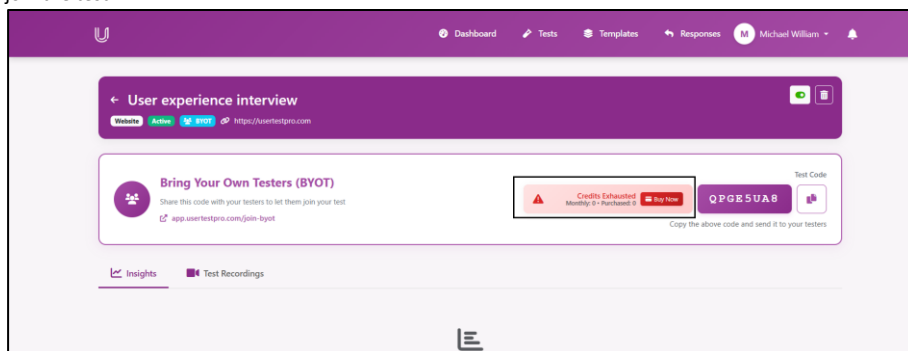 Dashboard Tests Templates Responses M Michael William
← User experience interview
Website Active BYOT https://usertestpro.com
Test Code
Bring Your Own Testers (BYOT)
Share this code with your testers to let them join your test
app.usertestpro.com/join-byot
Credits Exhausted
Monthly: 0 • Purchased: 0
Buy Now
QPGE5UA8
Copy the above code and send it to your testers
Insights Test Recordings